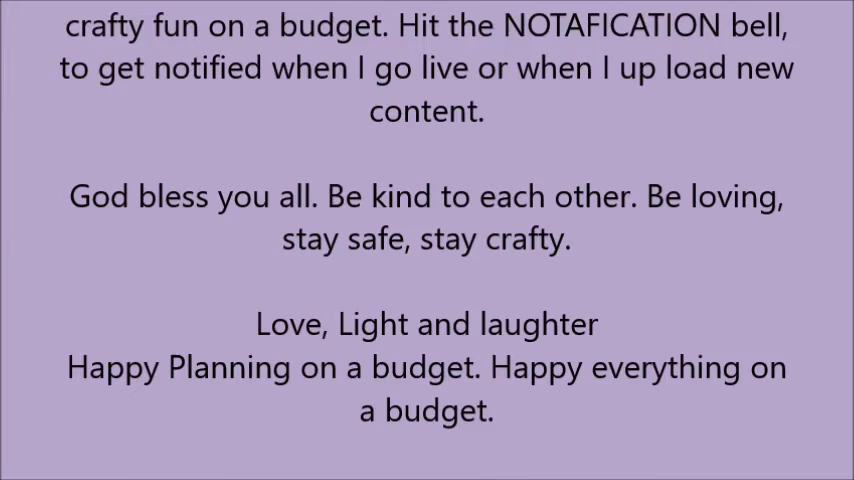 crafty fun on a budget. Hit the NOTAFICATION bell,
to get notified when I go live or when I up load new
content.
God bless you all. Be kind to each other. Be loving,
stay safe, stay crafty.
Love, Light and laughter
Happy Planning on a budget. Happy everything on
a budget.